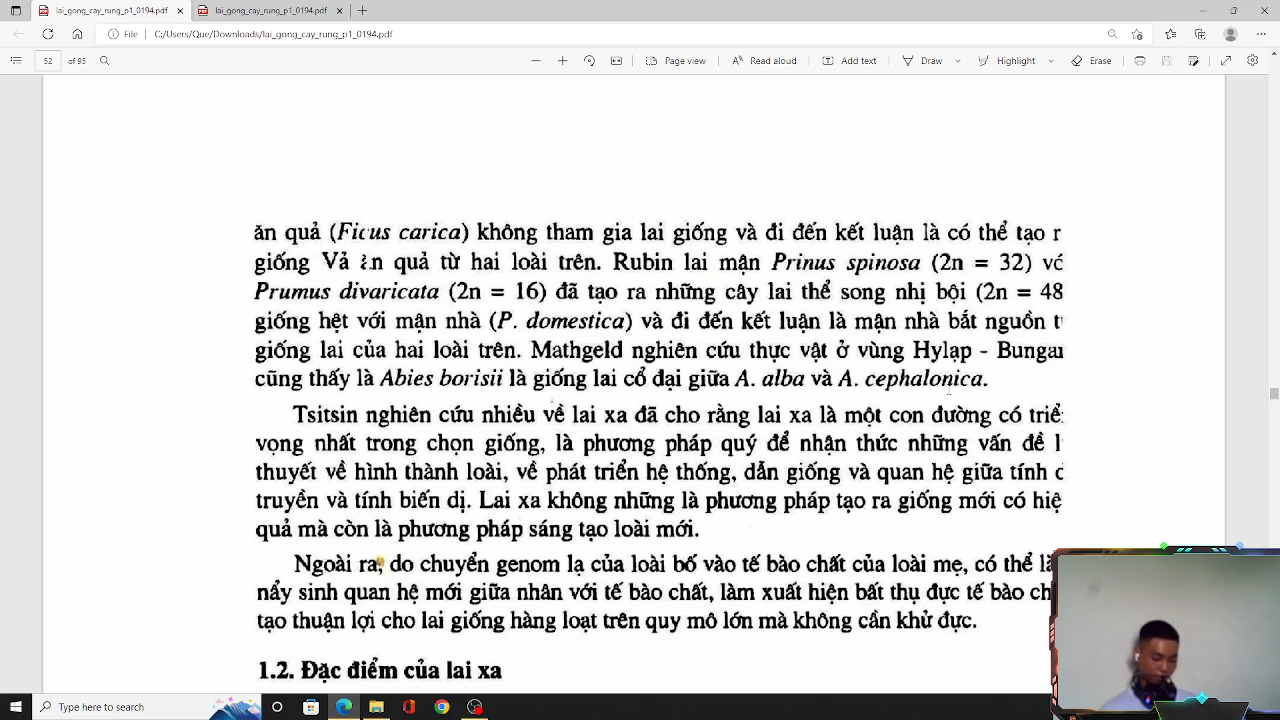 lai_gong_cay_rung_p1_0194.pdf
lai_gong_cay_rung_p1_0194.pdf
File C:/Users/Que/Downloads/lai_gong_cay_rung_p1_0194.pdf
52 of 95 Page view Read aloud Add text Draw Highlight Erase
ăn quả (Ficus carica) không tham gia lai giống và đi đến kết luận là có thể tạo r
giống Vả ăn quả từ hai loài trên. Rubin lai mận Prinus spinosa (2n = 32) vớ
Prumus divaricata (2n = 16) đã tạo ra những cây lai thể song nhị bội (2n = 48
giống hệt với mận nhà (P. domestica) và đi đến kết luận là mận nhà bắt nguồn t
giống lai của hai loài trên. Mathgeld nghiên cứu thực vật ở vùng Hylạp - Bungar
cũng thấy là Abies borisii là giống lai cổ đại giữa A. alba và A. cephalonica.
Tsitsin nghiên cứu nhiều về lai xa đã cho rằng lai xa là một con đường có triể
vọng nhất trong chọn giống, là phương pháp quý để nhận thức những vấn đề l
thuyết về hình thành loài, về phát triển hệ thống, dẫn giống và quan hệ giữa tính d
truyền và tính biến dị. Lai xa không những là phương pháp tạo ra giống mới có hiệ
quả mà còn là phương pháp sáng tạo loài mới.
Ngoài ra, do chuyển genom lạ của loài bố vào tế bào chất của loài mẹ, có thể là
nẩy sinh quan hệ mới giữa nhân với tế bào chất, làm xuất hiện bất thụ đực tế bào ch
tạo thuận lợi cho lai giống hàng loạt trên quy mô lớn mà không cần khử đực.
1.2. Đặc điểm của lai xa
Type here to search